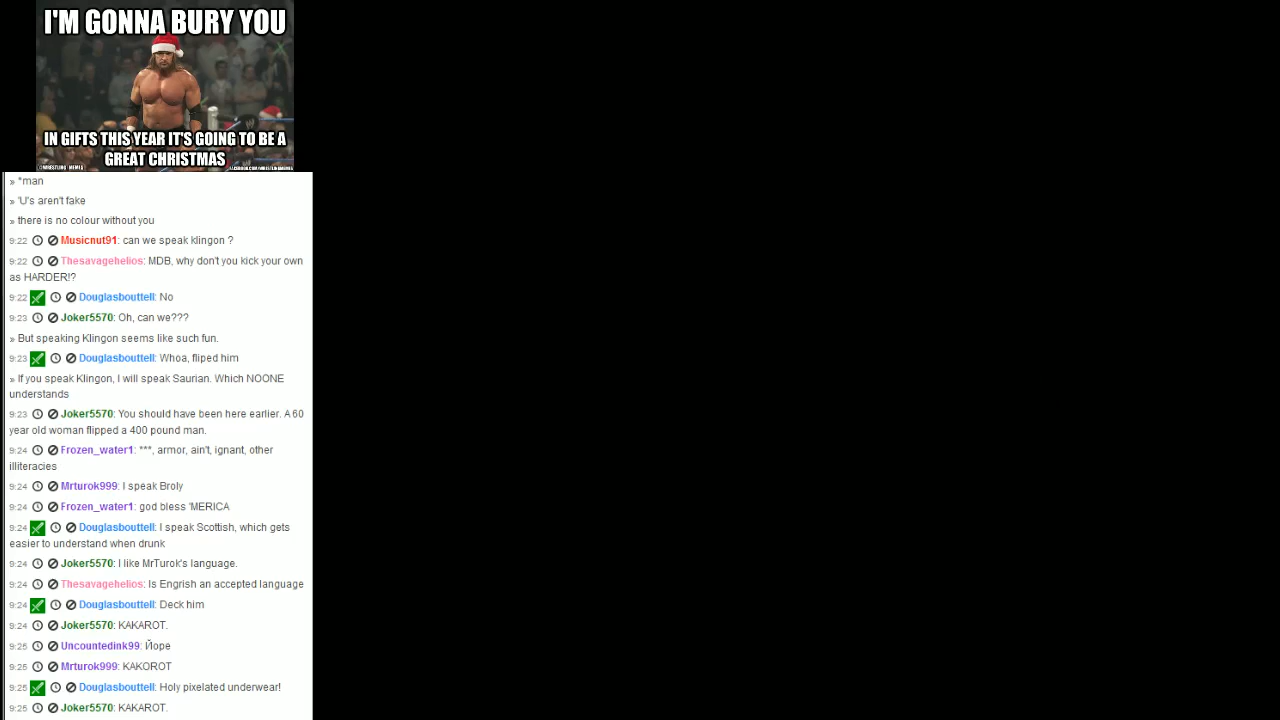 I'M GONNA BURY YOU
IN GIFTS THIS YEAR IT'S GOING TO BE A
GREAT CHRISTMAS
» *man
» 'U's aren't fake
» there is no colour without you
9:22 Musicnut91: can we speak klingon ?
9:22 Thesavagehelios: MDB, why don't you kick your own
as HARDER!?
9:22 Douglasbouttell: No
9:23 Joker5570: Oh, can we???
» But speaking Klingon seems like such fun.
9:23 Douglasbouttell: Whoa, fliped him
» If you speak Klingon, I will speak Saurian. Which NOONE
understands
9:23 Joker5570: You should have been here earlier. A 60
year old woman flipped a 400 pound man.
9:24 Frozen_water1: ***, armor, ain't, ignant, other
illiteracies
9:24 Mrturok999: I speak Broly
9:24 Frozen_water1: god bless 'MERICA
9:24 Douglasbouttell: I speak Scottish, which gets
easier to understand when drunk
9:24 Joker5570: I like MrTurok's language.
9:24 Thesavagehelios: Is Engrish an accepted language
9:24 Douglasbouttell: Deck him
9:24 Joker5570: KAKAROT.
9:25 Uncountedink99: Йоре
9:25 Mrturok999: KAKOROT
9:25 Douglasbouttell: Holy pixelated underwear!
9:25 Joker5570: KAKAROT.